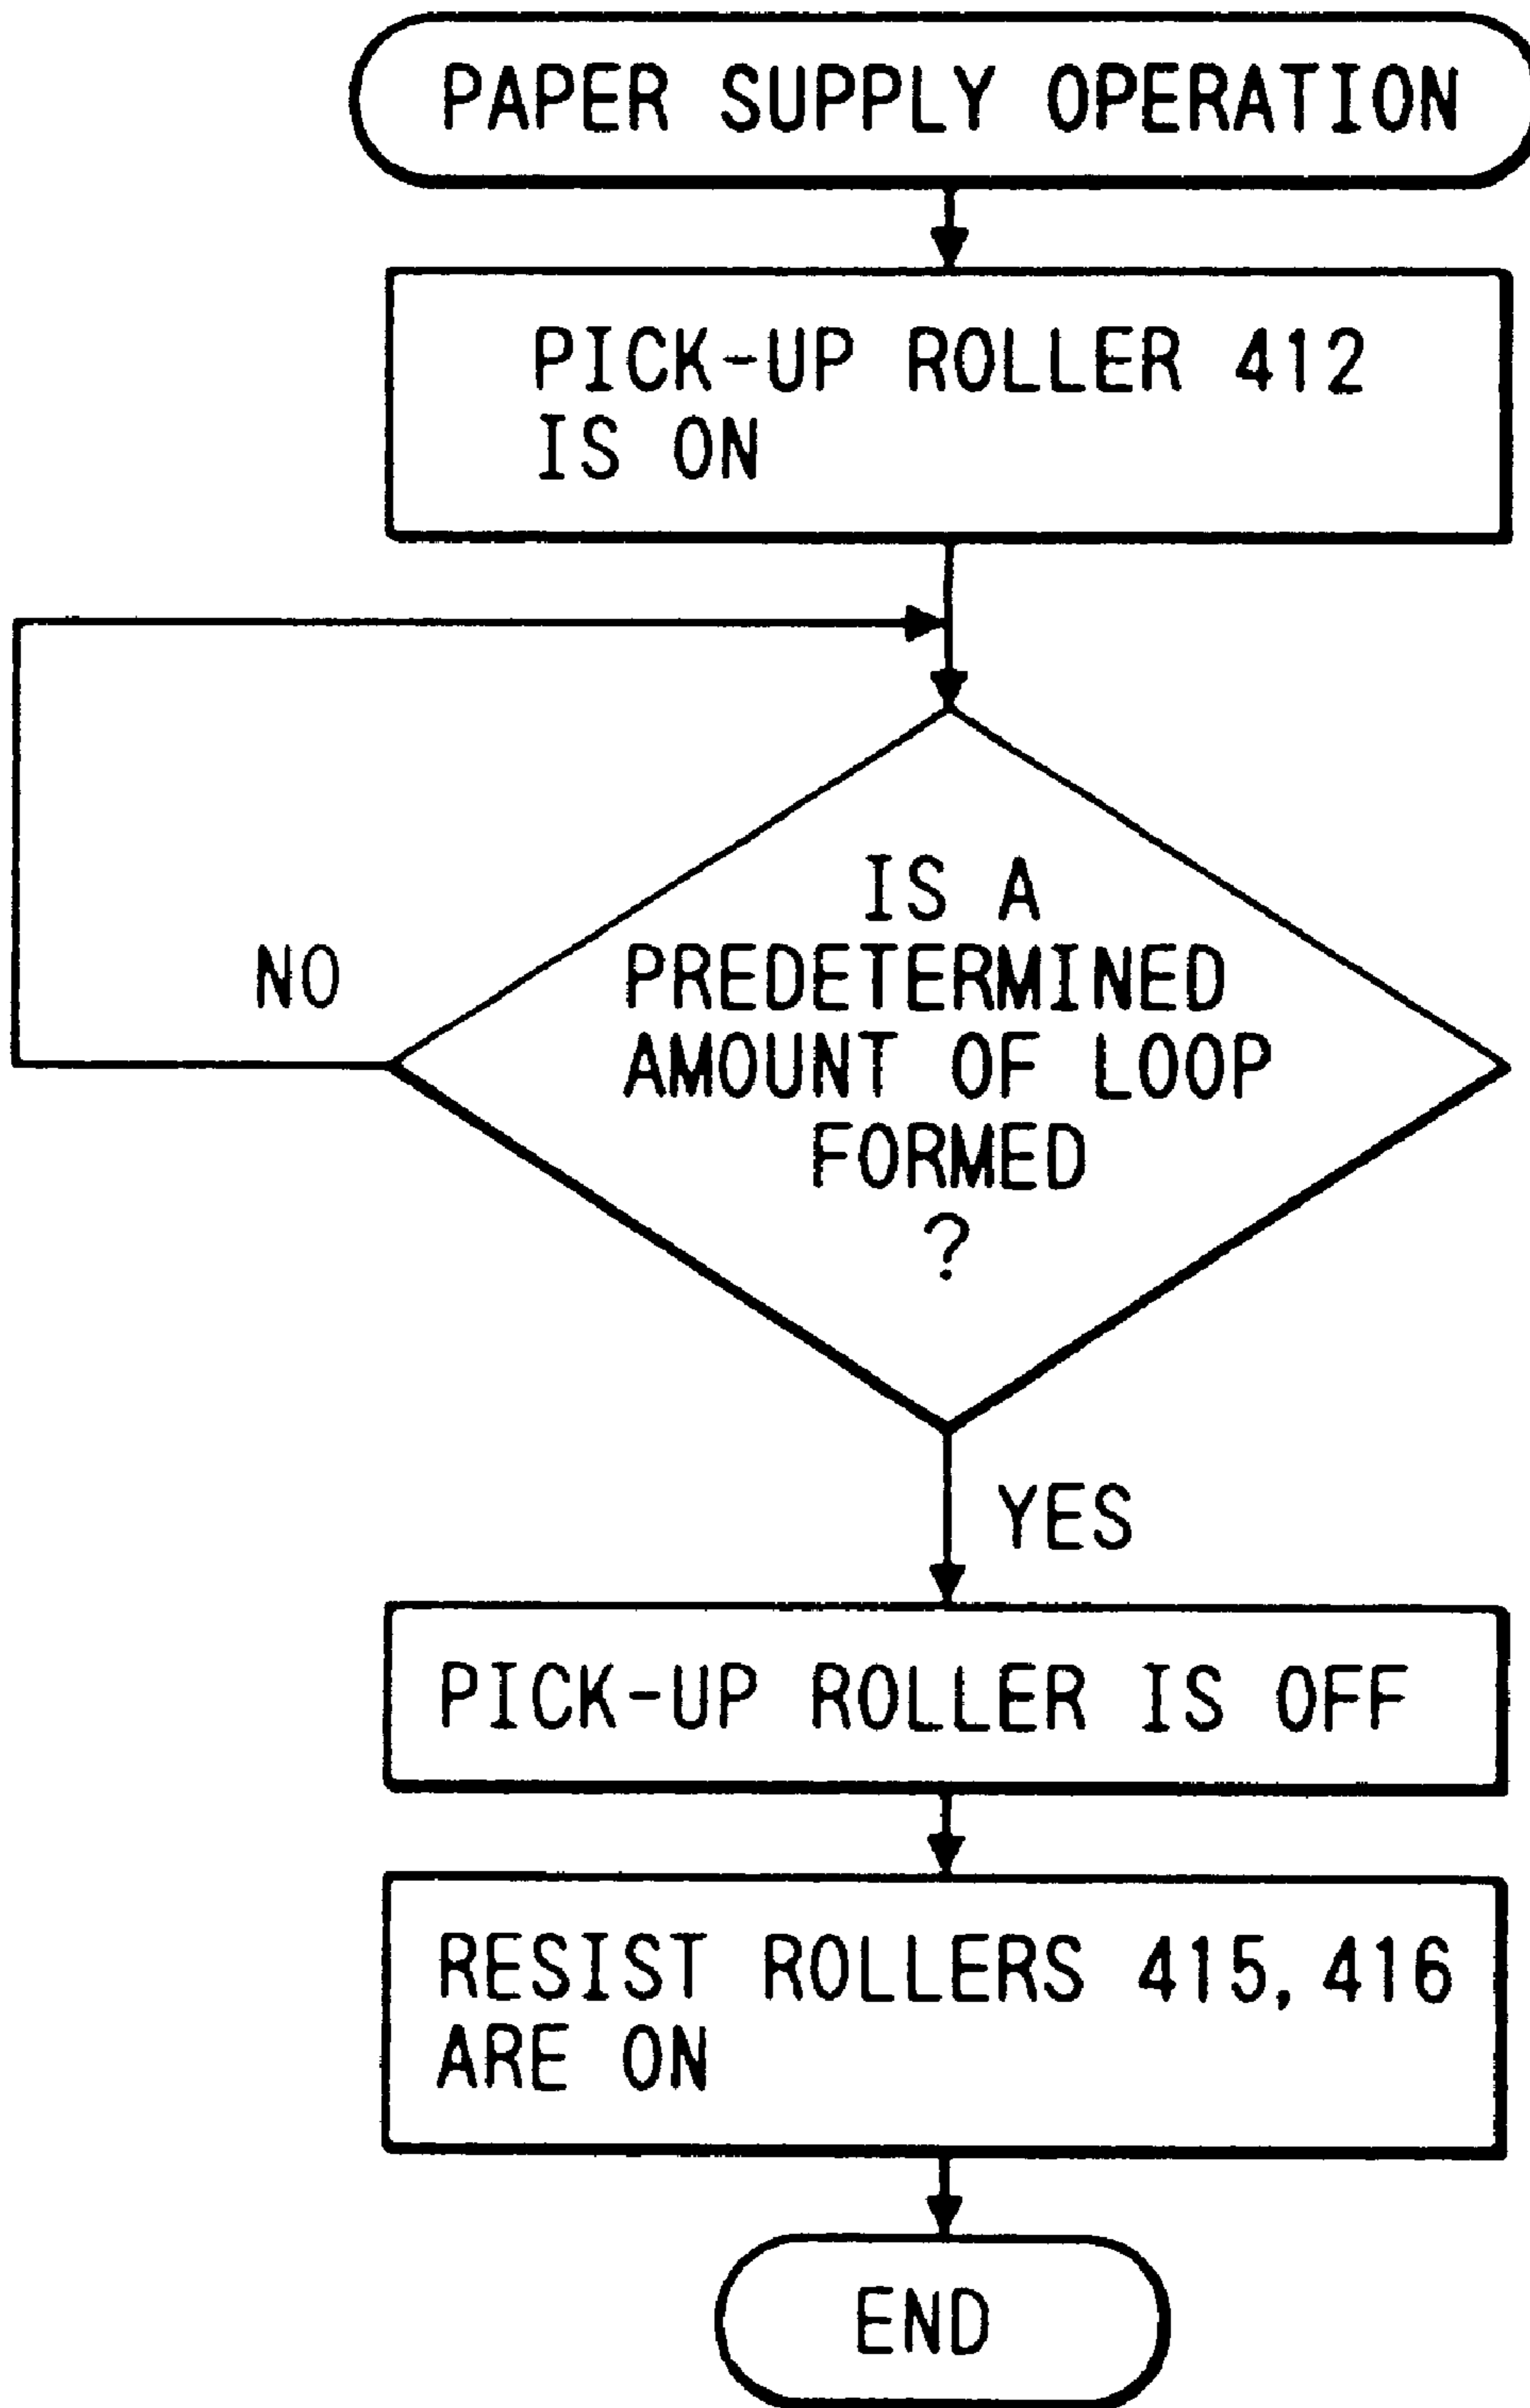 PAPER SUPPLY OPERATION
PICK-UP ROLLER 412
IS ON
IS A
PREDETERMINED
AMOUNT OF LOOP
FORMED
?
NO
YES
PICK-UP ROLLER IS OFF
RESIST ROLLERS 415, 416
ARE ON
END